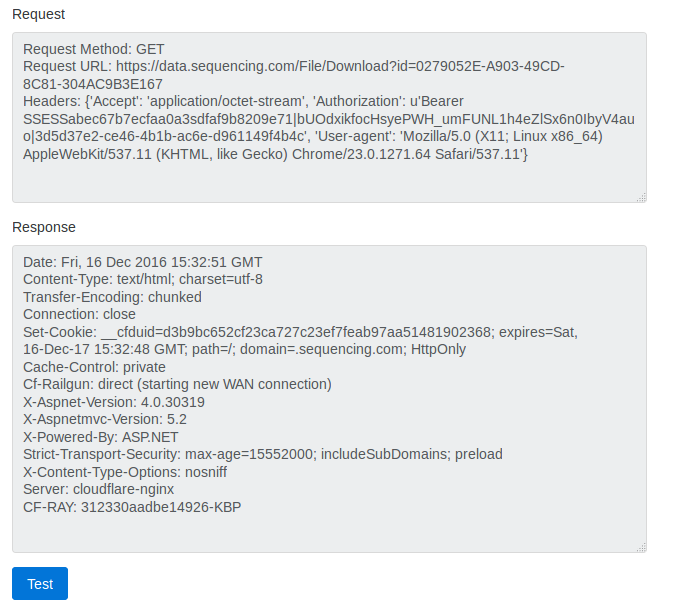 Request
Request Method: GET
Request URL: https://data.sequencing.com/File/Download?id=0279052E-A903-49CD-
8C81-304AC9B3E167
Headers: {'Accept': 'application/octet-stream', 'Authorization': u'Bearer
SSESSabec67b7ecfaa0a3sdfaf9b8209e71|bUOdxikfocHsyePWH_umFUNL1h4eZlSx6n0IbyV4au
o|3d5d37e2-ce46-4b1b-ac6e-d961149f4b4c', 'User-agent': 'Mozilla/5.0 (X11; Linux x86_64)
AppleWebKit/537.11 (KHTML, like Gecko) Chrome/23.0.1271.64 Safari/537.11'}
Response
Date: Fri, 16 Dec 2016 15:32:51 GMT
Content-Type: text/html; charset=utf-8
Transfer-Encoding: chunked
Connection: close
Set-Cookie: __cfduid=d3b9bc652cf23ca727c23ef7feab97aa51481902368; expires=Sat,
16-Dec-17 15:32:48 GMT; path=/; domain=.sequencing.com; HttpOnly
Cache-Control: private
Cf-Railgun: direct (starting new WAN connection)
X-Aspnet-Version: 4.0.30319
X-Aspnetmvc-Version: 5.2
X-Powered-By: ASP.NET
Strict-Transport-Security: max-age=15552000; includeSubDomains; preload
X-Content-Type-Options: nosniff
Server: cloudflare-nginx
CF-RAY: 312330aadbe14926-KBP
Test